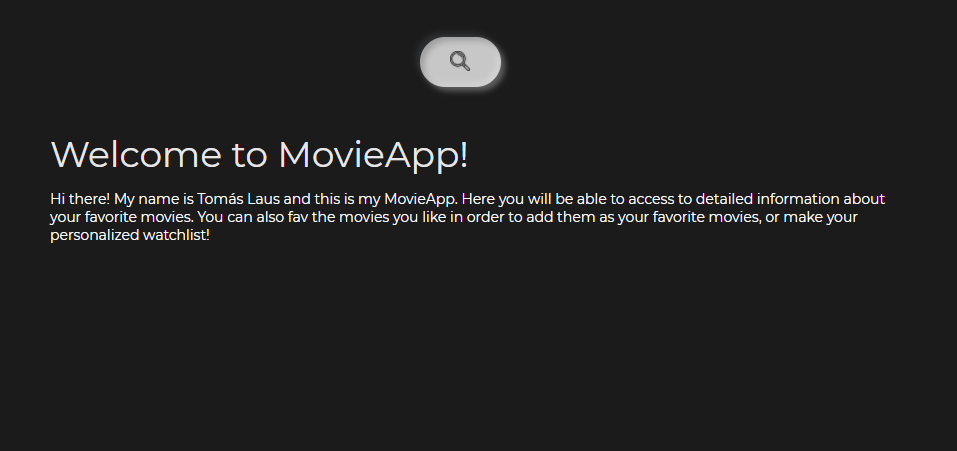 Welcome to MovieApp!
Hi there! My name is Tomás Laus and this is my MovieApp. Here you will be able to access to detailed information about
your favorite movies. You can also fav the movies you like in order to add them as your favorite movies, or make your
personalized watchlist!